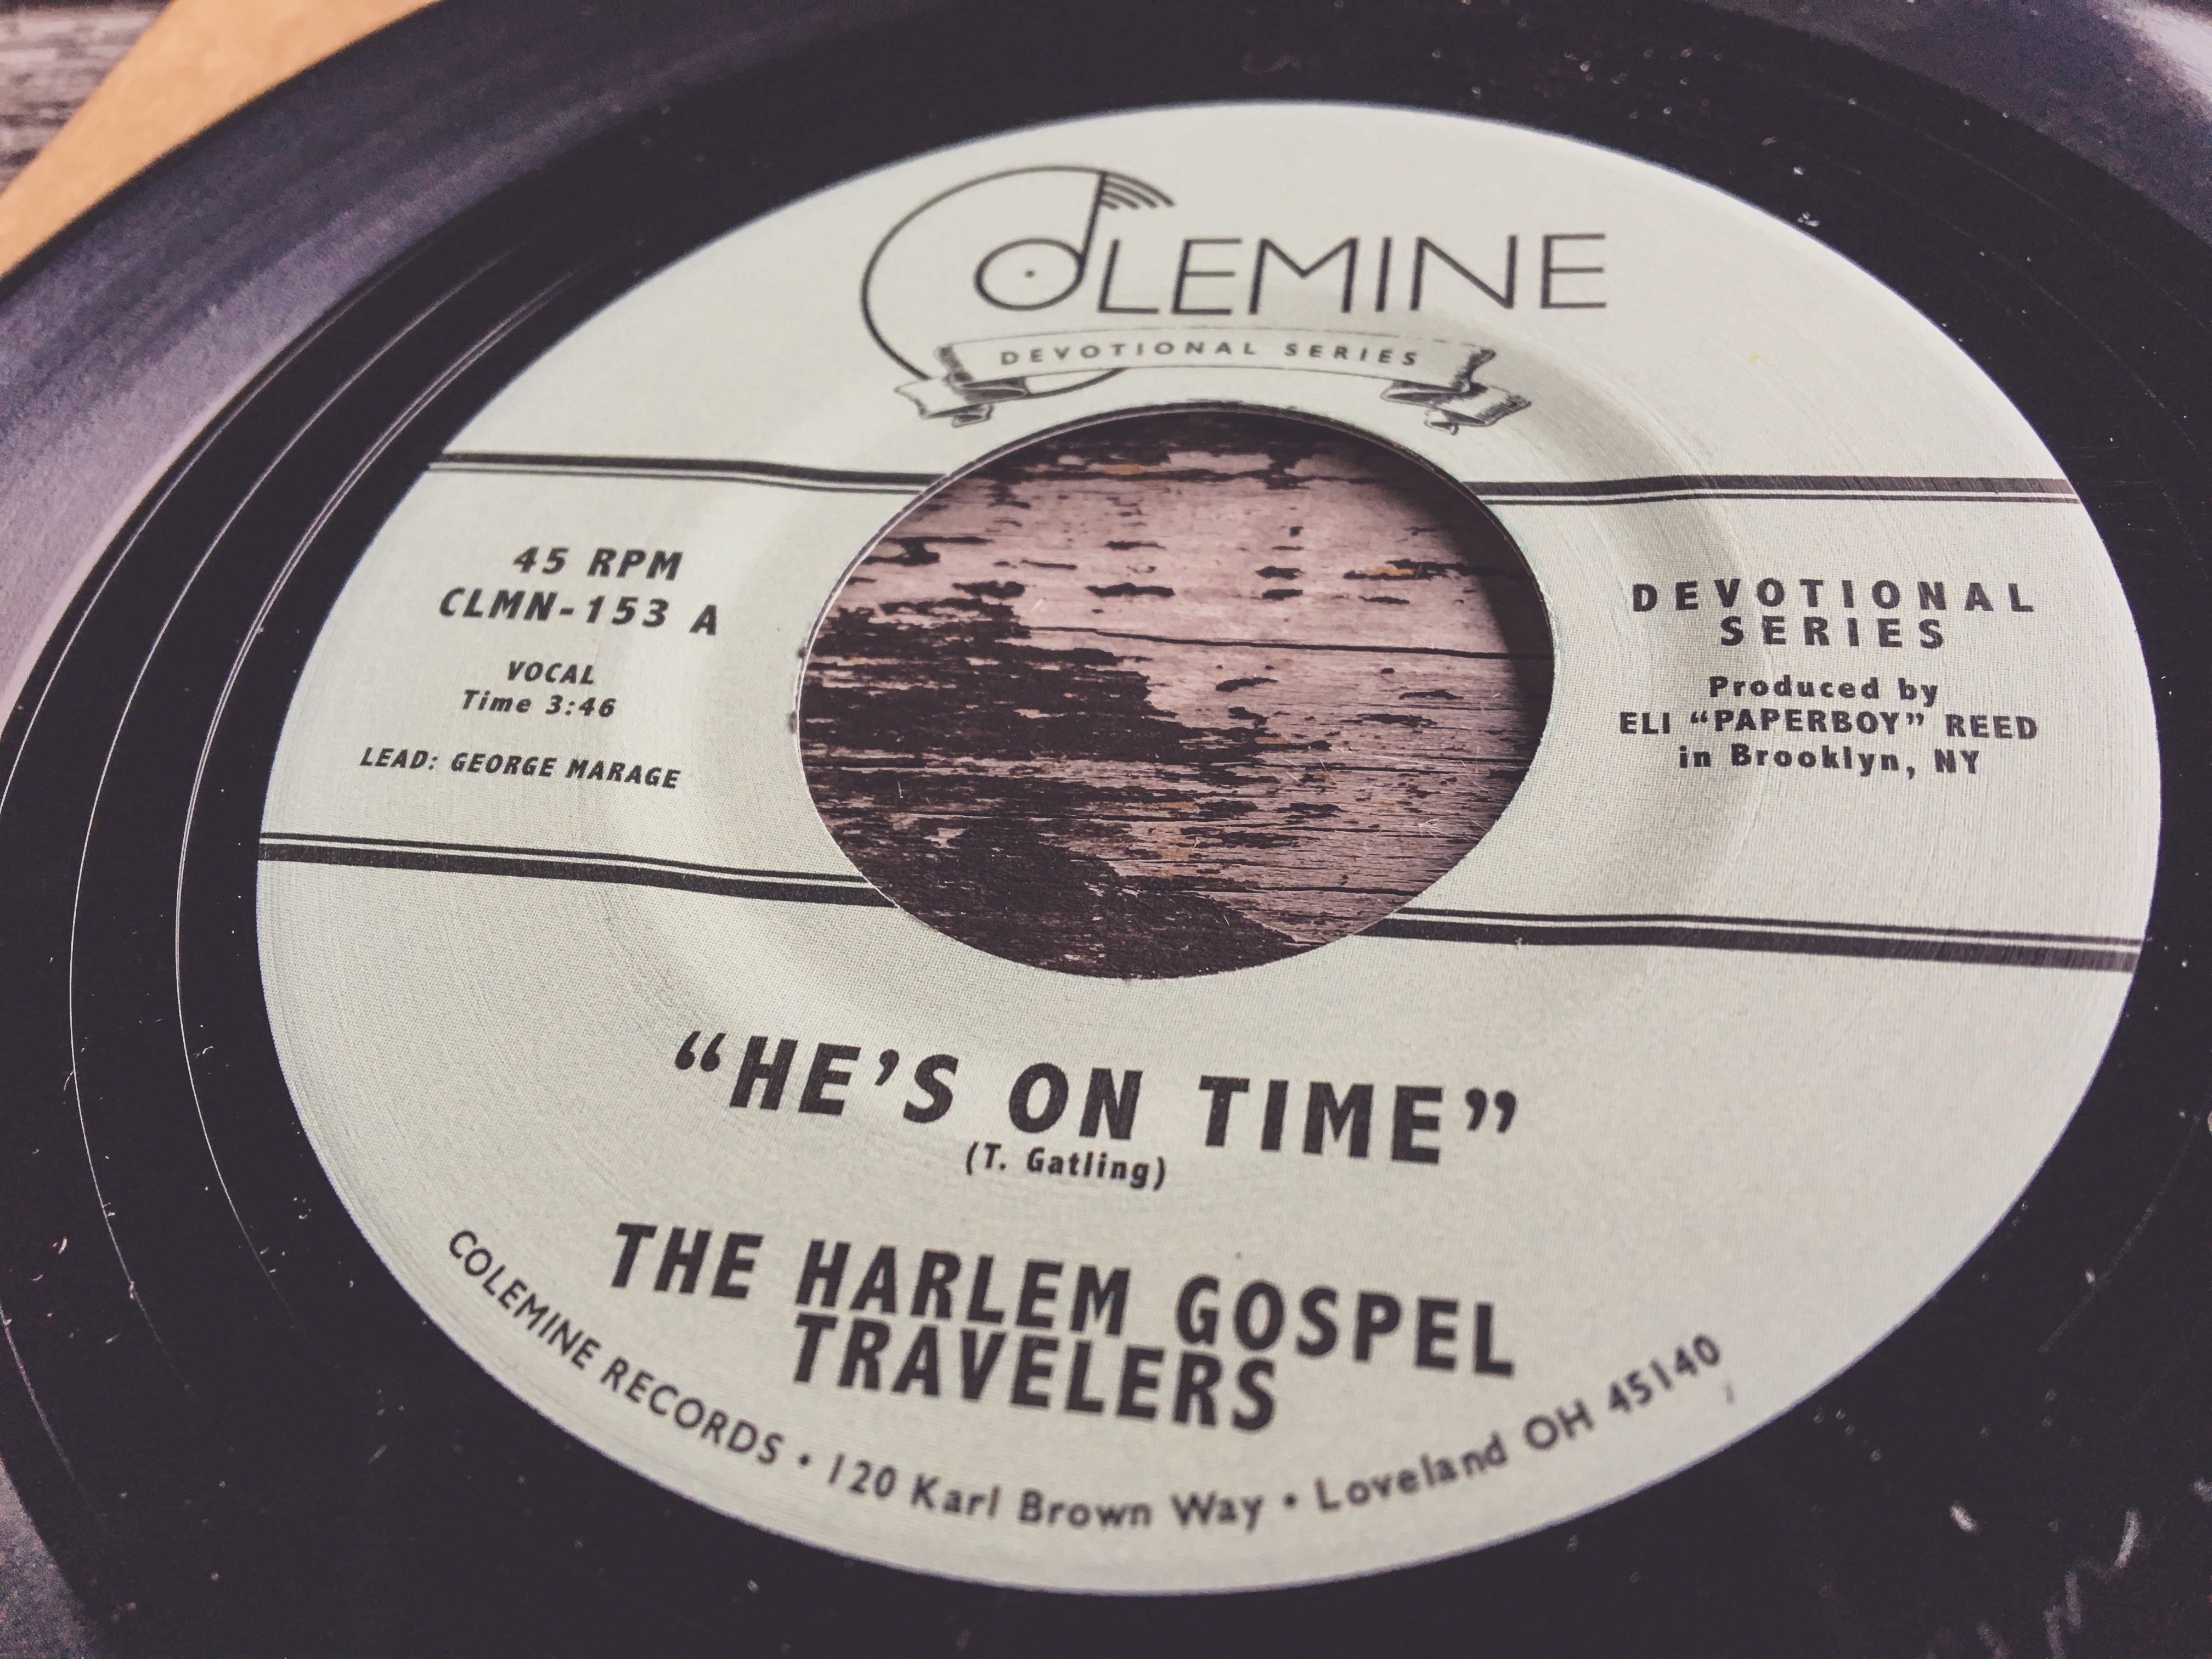 COLEMINE
DEVOTIONAL SERIES
45 RPM
CLMN-153 A
VOCAL
Time 3:46
LEAD: GEORGE MARAGE
DEVOTIONAL
SERIES
Produced by
ELI “PAPERBOY” REED
in Brooklyn, NY
“HE’S ON TIME”
(T. Gatling)
THE HARLEM GOSPEL
TRAVELERS
COLEMINE RECORDS • 120 Karl Brown Way • Loveland OH 45140